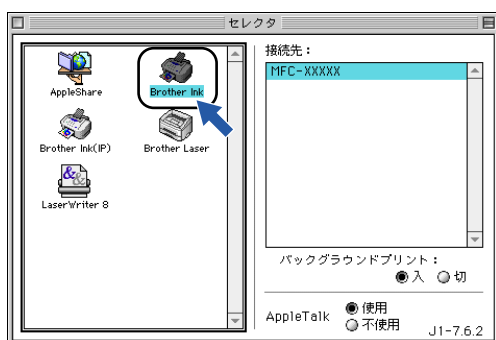 セレクタ
AppleShare
Brother Ink
Brother Ink(IP)
Brother Laser
LaserWriter 8
接続先：
MFC-XXXXX
バックグラウンドプリント：
入 切
AppleTalk
使用
不使用
J1-7.6.2